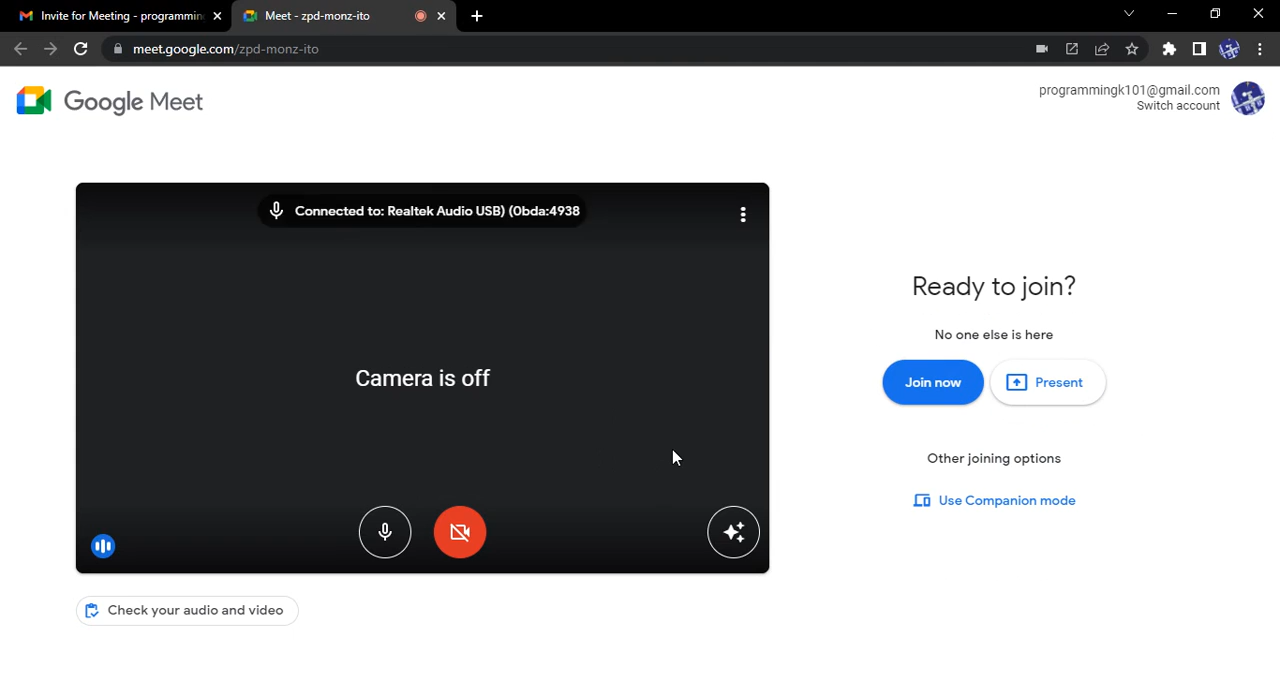 Invite for Meeting - programmin
Meet - zpd-monz-ito
meet.google.com/zpd-monz-ito
Google Meet
programmingk101@gmail.com
Switch account
Connected to: Realtek Audio USB) (0bda:4938
Camera is off
Check your audio and video
Ready to join?
No one else is here
Join now
Present
Other joining options
Use Companion mode